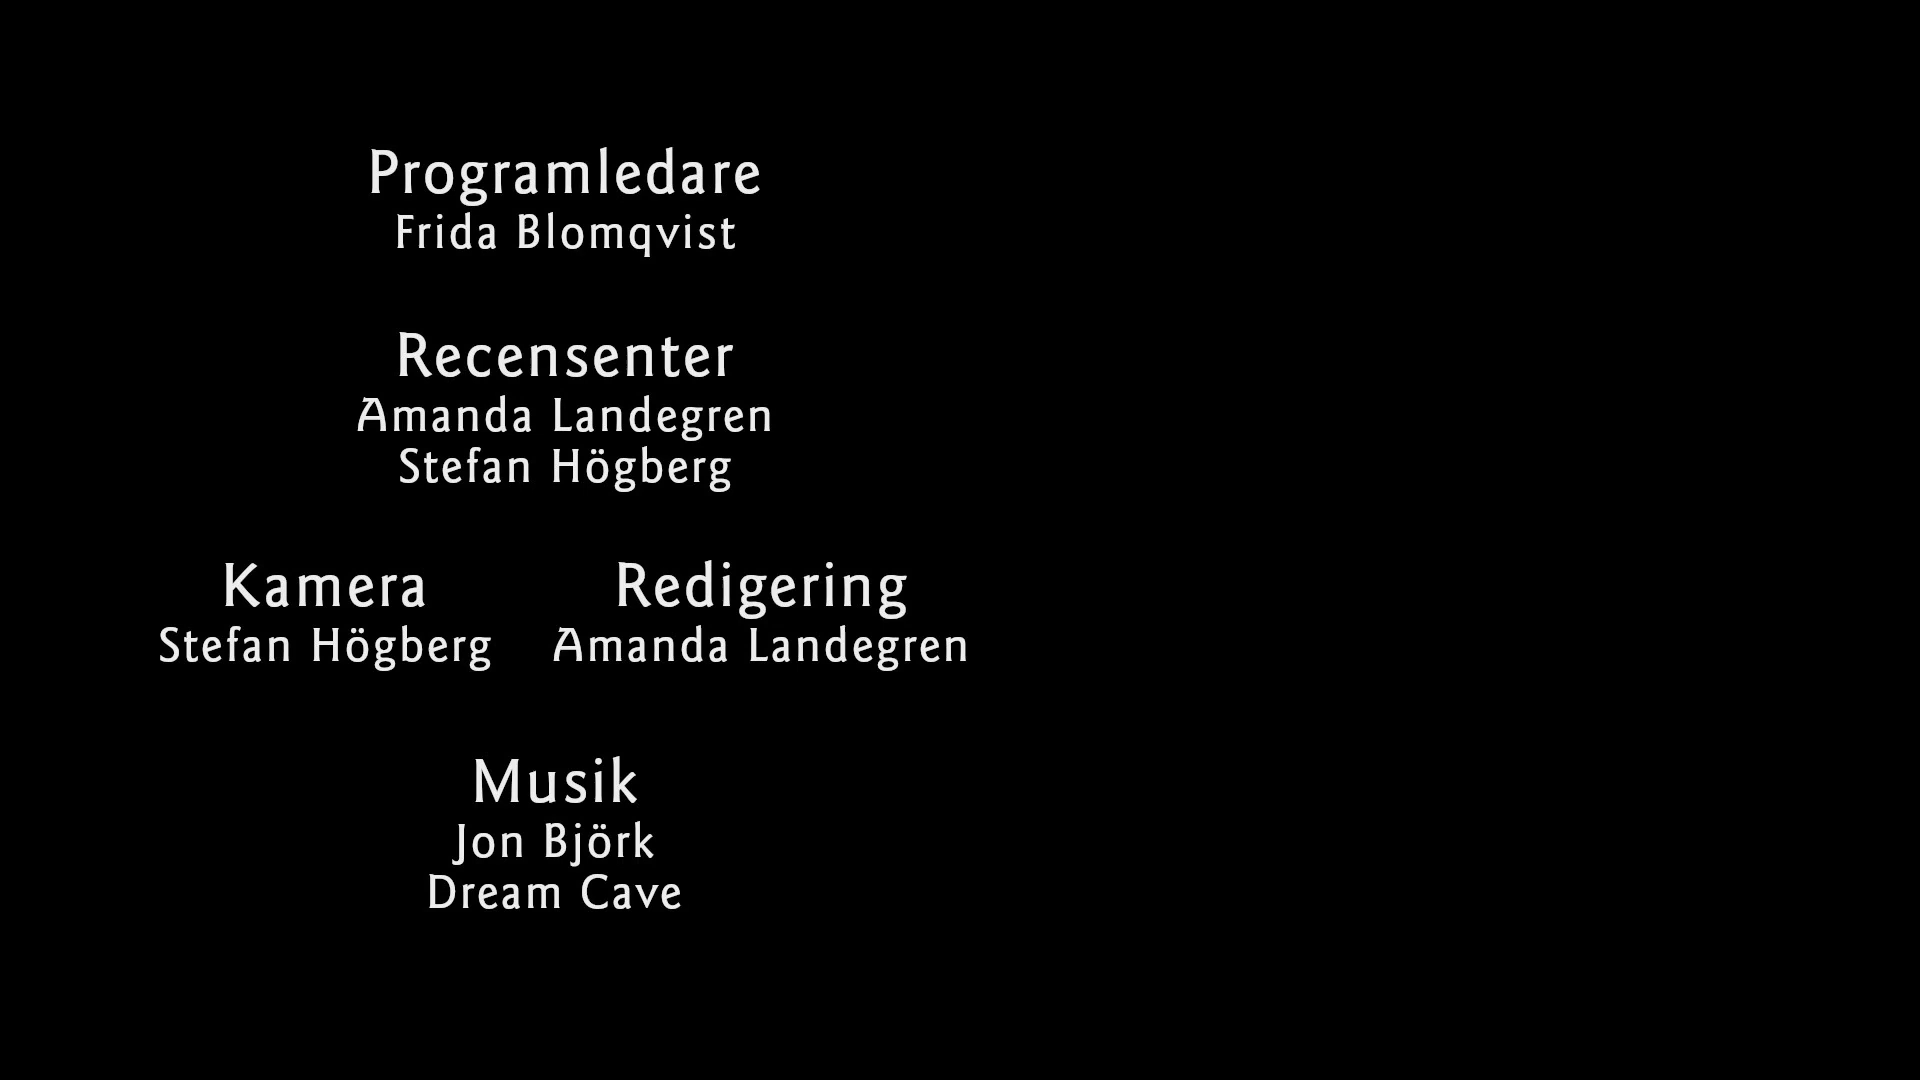 Programledare
Frida Blomqvist
Recensenter
Amanda Landegren
Stefan Högberg
Kamera
Stefan Högberg
Redigering
Amanda Landegren
Musik
Jon Björk
Dream Cave